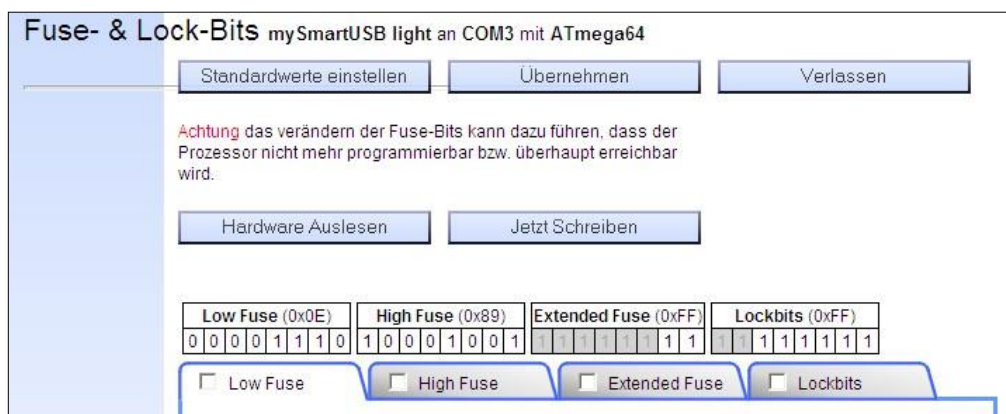 Fuse- & Lock-Bits mySmartUSB light an COM3 mit ATmega64
Standardwerte einstellen Übernehmen Verlassen
Achtung das verändern der Fuse-Bits kann dazu führen, dass der
Prozessor nicht mehr programmierbar bzw. überhaupt erreichbar
wird.
Hardware Auslesen Jetzt Schreiben
Low Fuse (0x0E) High Fuse (0x89) Extended Fuse (0xFF) Lockbits (0xFF)
0 0 0 0 1 1 1 0 1 0 0 0 1 0 0 1 1 1 1 1 1 1 1 1 1 1 1 1 1 1 1 1
Low Fuse High Fuse Extended Fuse Lockbits